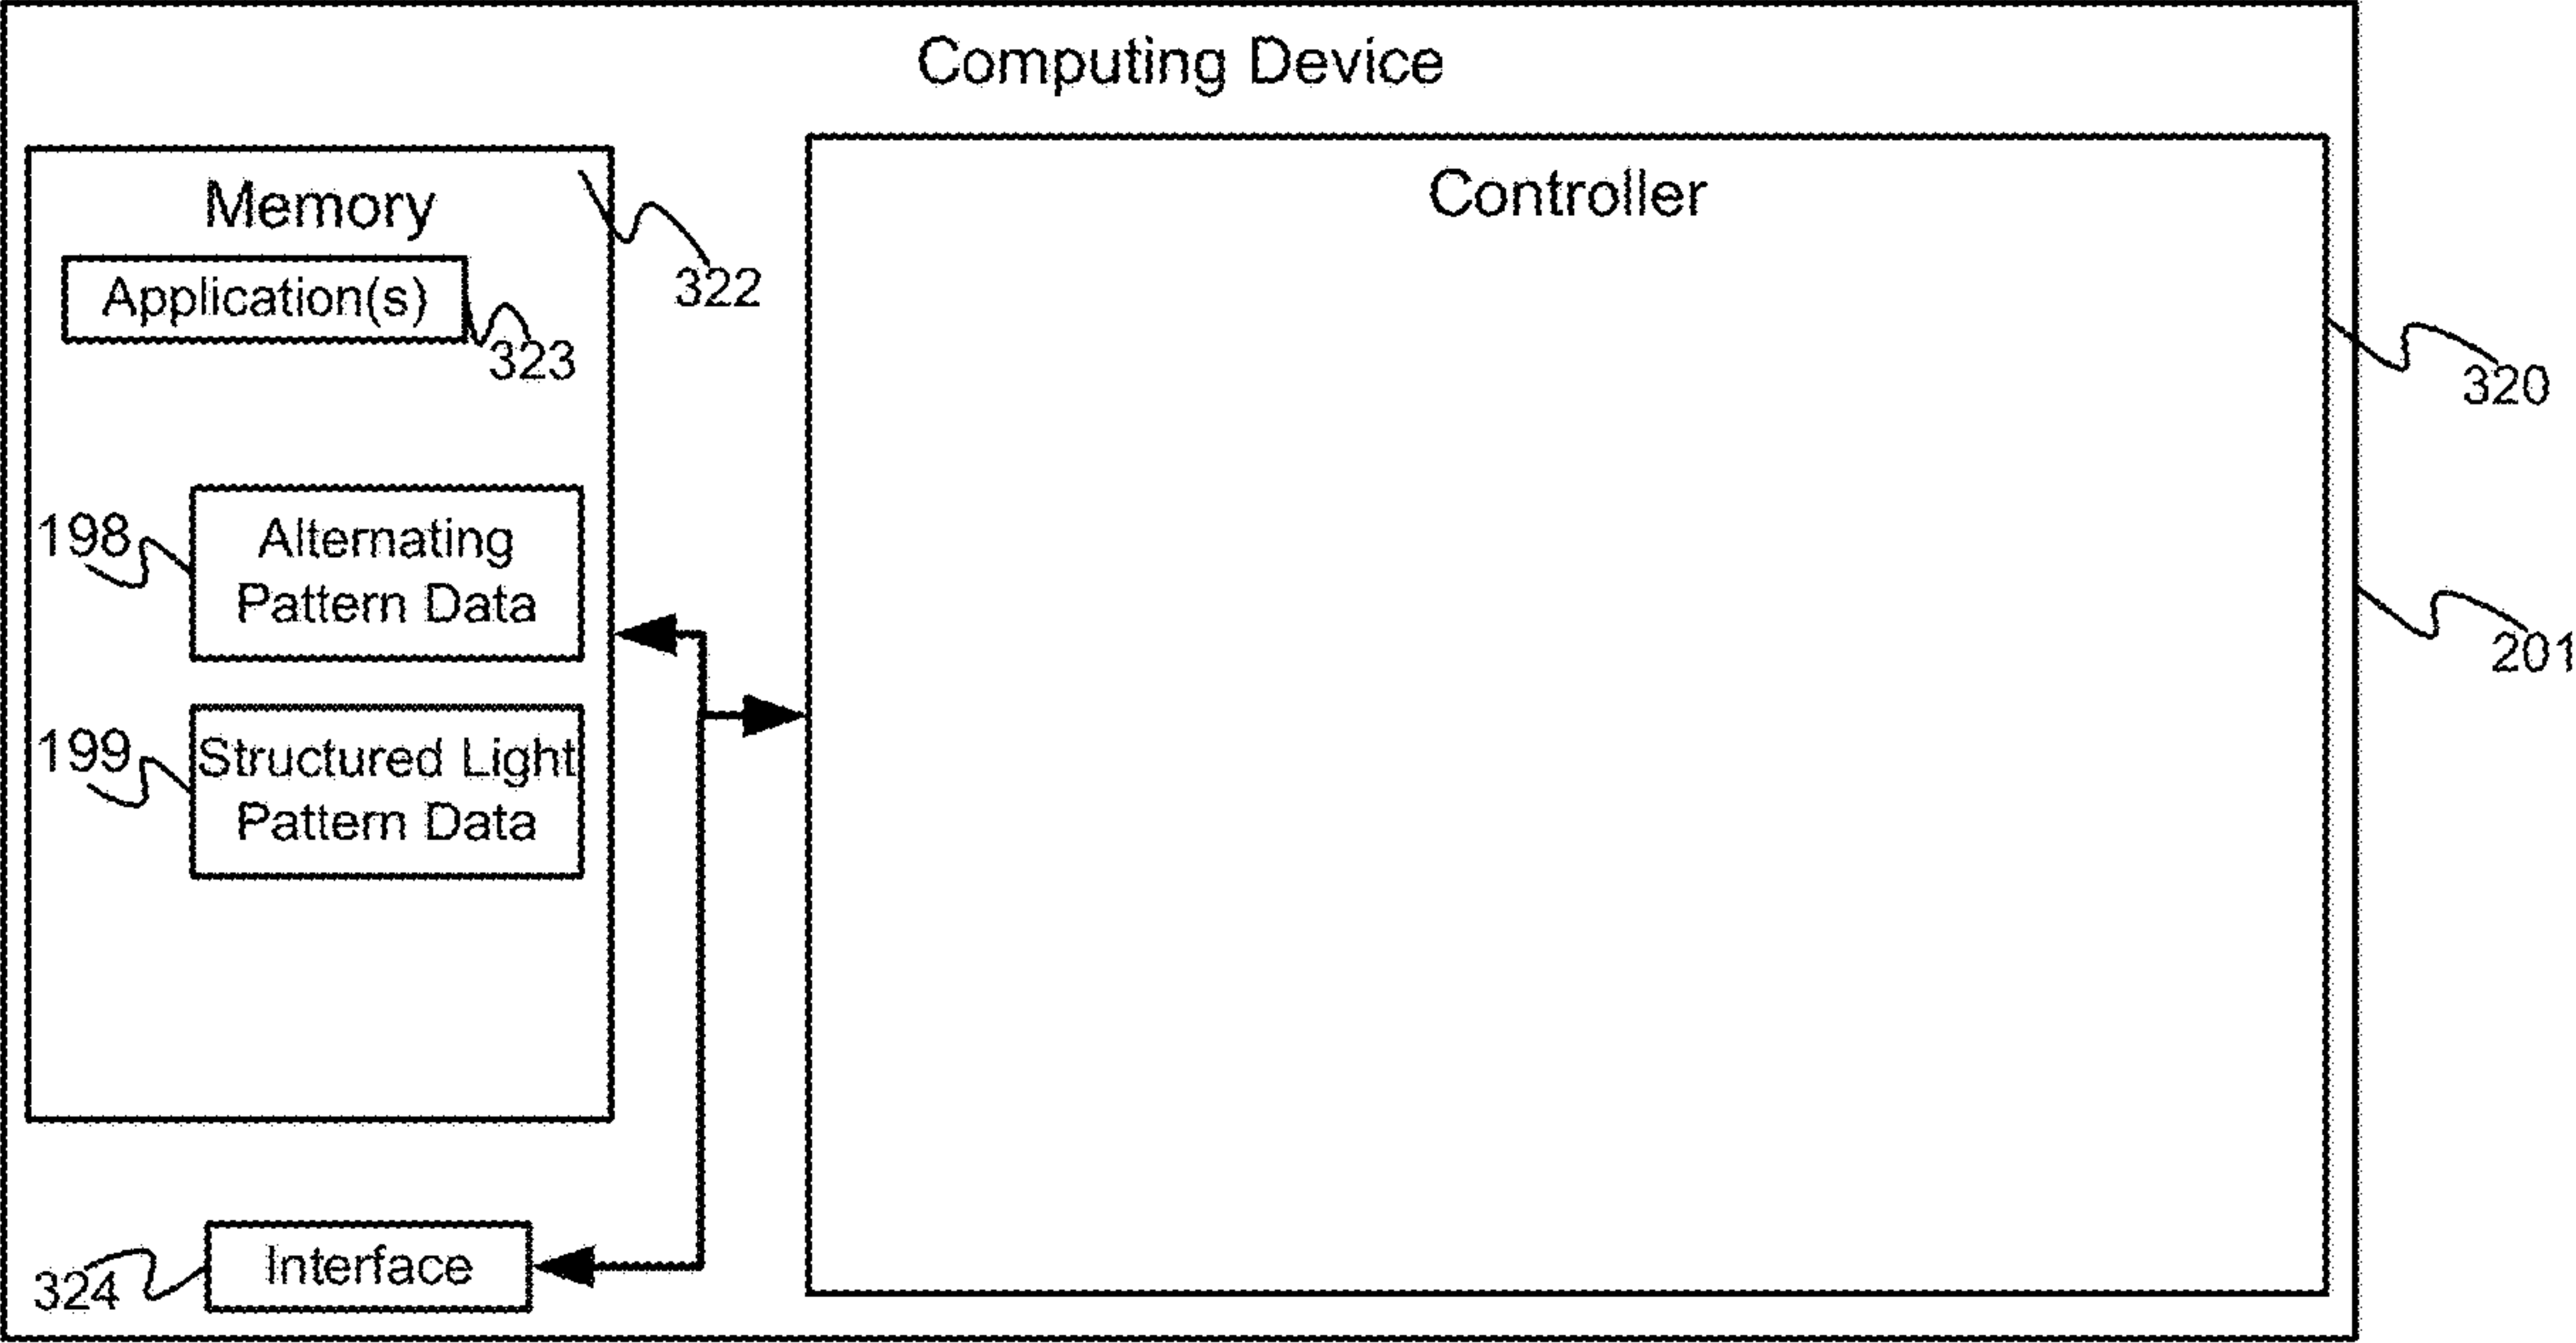 Computing Device
Memory
Controller
322
Application(s)
323
320
198
Alternating
Pattern Data
201
199
Structured Light
Pattern Data
Interface
324